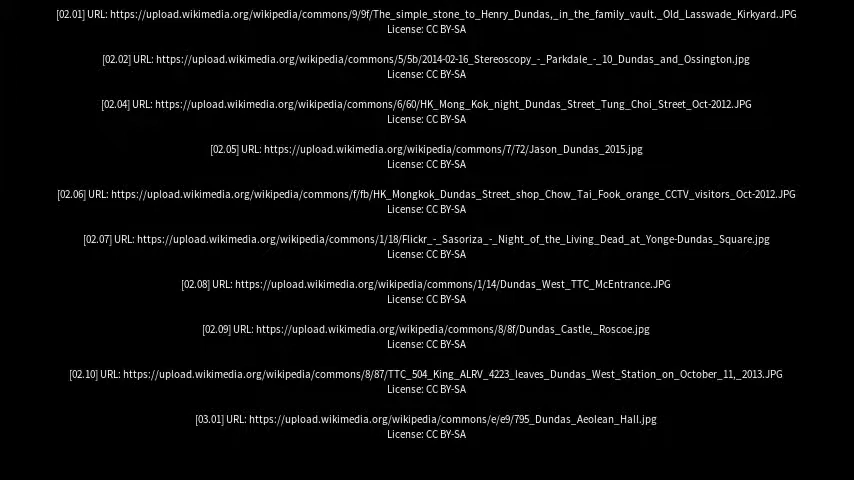 [02.01] URL: https://upload.wikimedia.org/wikipedia/commons/9/9f/The_simple_stone_to_Henry_Dundas,_in_the_family_vault._Old_Lasswade_Kirkyard.JPG
License: CC BY-SA
[02.02] URL: https://upload.wikimedia.org/wikipedia/commons/5/5b/2014-02-16_Stereoscopy_-_Parkdale_-_10_Dundas_and_Ossington.jpg
License: CC BY-SA
[02.04] URL: https://upload.wikimedia.org/wikipedia/commons/6/60/HK_Mong_Kok_night_Dundas_Street_Tung_Choi_Street_Oct-2012.JPG
License: CC BY-SA
[02.05] URL: https://upload.wikimedia.org/wikipedia/commons/7/72/Jason_Dundas_2015.jpg
License: CC BY-SA
[02.06] URL: https://upload.wikimedia.org/wikipedia/commons/f/fb/HK_Mongkok_Dundas_Street_shop_Chow_Tai_Fook_orange_CCTV_visitors_Oct-2012.JPG
License: CC BY-SA
[02.07] URL: https://upload.wikimedia.org/wikipedia/commons/1/18/Flickr_-_Sasoriza_-_Night_of_the_Living_Dead_at_Yonge-Dundas_Square.jpg
License: CC BY-SA
[02.08] URL: https://upload.wikimedia.org/wikipedia/commons/1/14/Dundas_West_TTC_McEntrance.JPG
License: CC BY-SA
[02.09] URL: https://upload.wikimedia.org/wikipedia/commons/8/8f/Dundas_Castle,_Roscoe.jpg
License: CC BY-SA
[02.10] URL: https://upload.wikimedia.org/wikipedia/commons/8/87/TTC_504_King_ALRV_4223_leaves_Dundas_West_Station_on_October_11,_2013.JPG
License: CC BY-SA
[03.01] URL: https://upload.wikimedia.org/wikipedia/commons/e/e9/795_Dundas_Aeolean_Hall.jpg
License: CC BY-SA